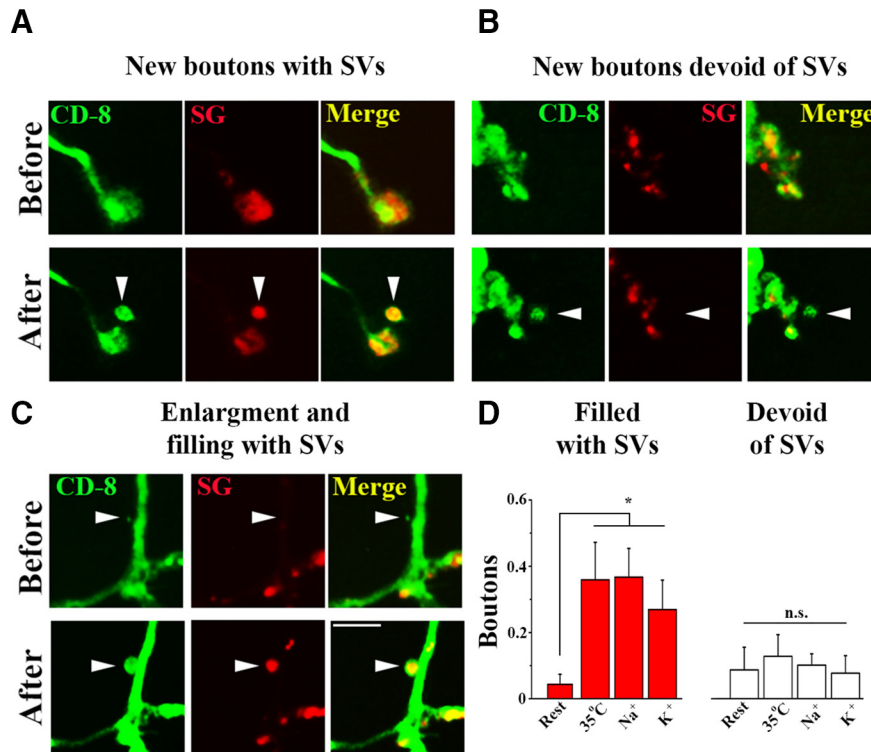 A
New boutons with SVs
CD-8 SG Merge
Before
After
B
New boutons devoid of SVs
CD-8 SG Merge
C
Enlargment and
filling with SVs
CD-8 SG Merge
Before
After
D
Filled
with SVs
Devoid
of SVs
Boutons
0.6
0.4
0.2
0
*
n.s.
Rest 35°C Na⁺ K⁺
Rest 35°C Na⁺ K⁺